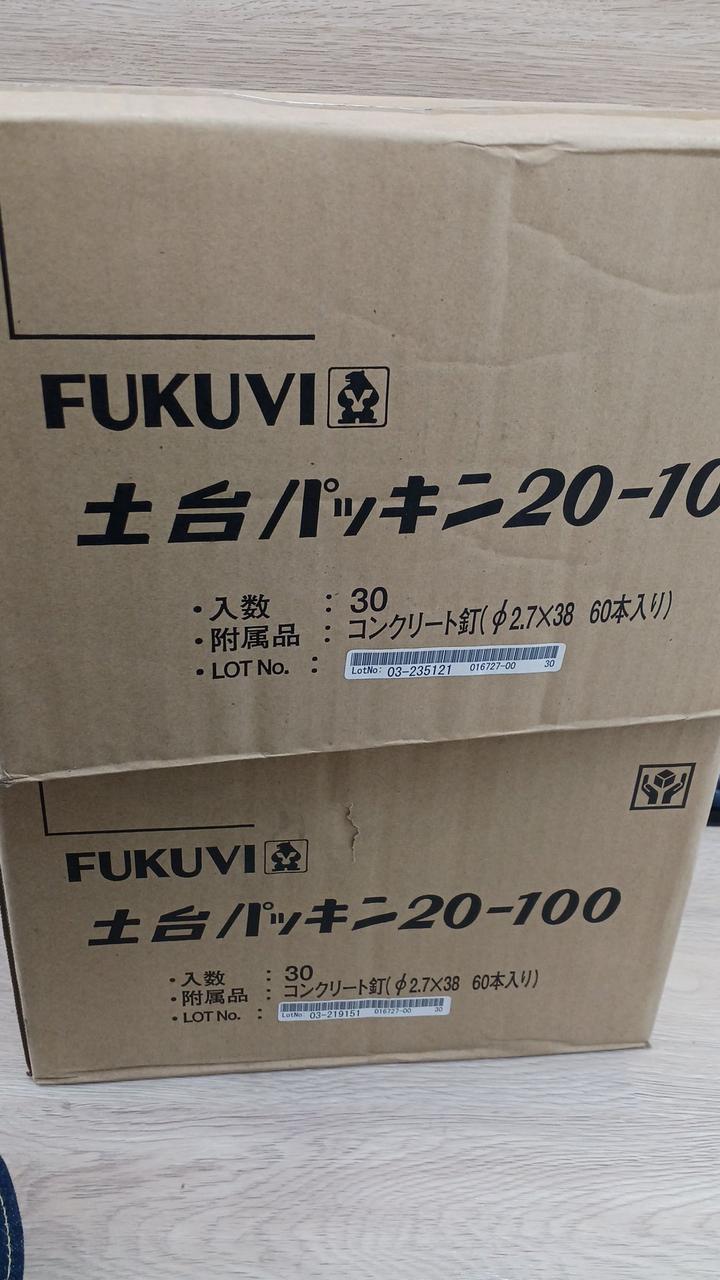 FUKUVI
土台パッキン20-10
・入数 : 30
・附属品 : コンクリート釘(φ2.7×38 60本入り)
・LOT No. : LotNo: 03-235121 016727-00 30
FUKUVI
土台パッキン20-100
・入数 : 30
・附属品 : コンクリート釘(φ2.7×38 60本入り)
・LOT No. : LotNo: 03-219151 016727-00 30